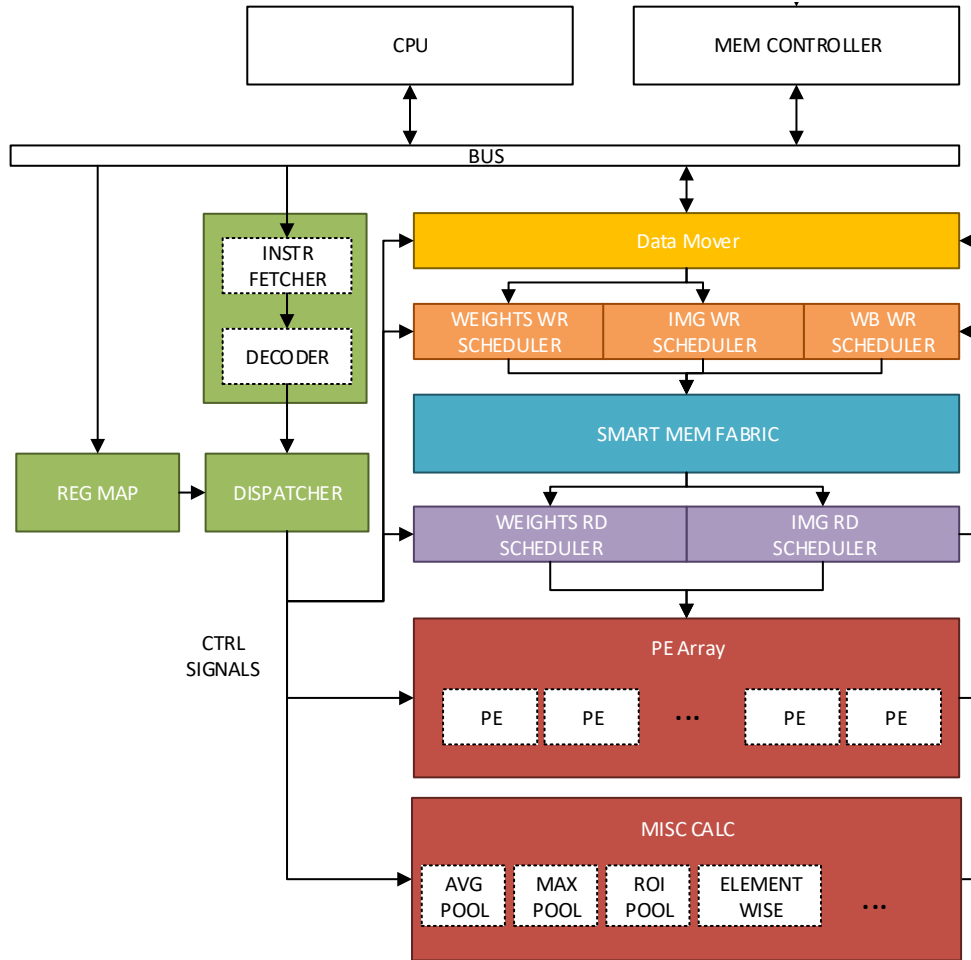 CPU
MEM CONTROLLER
BUS
INSTR
FETCHER
DECODER
REG MAP
DISPATCHER
CTRL
SIGNALS
Data Mover
WEIGHTS WR
SCHEDULER
IMG WR
SCHEDULER
WB WR
SCHEDULER
SMART MEM FABRIC
WEIGHTS RD
SCHEDULER
IMG RD
SCHEDULER
PE Array
PE
PE
...
PE
PE
MISC CALC
AVG
POOL
MAX
POOL
ROI
POOL
ELEMENT
WISE
...